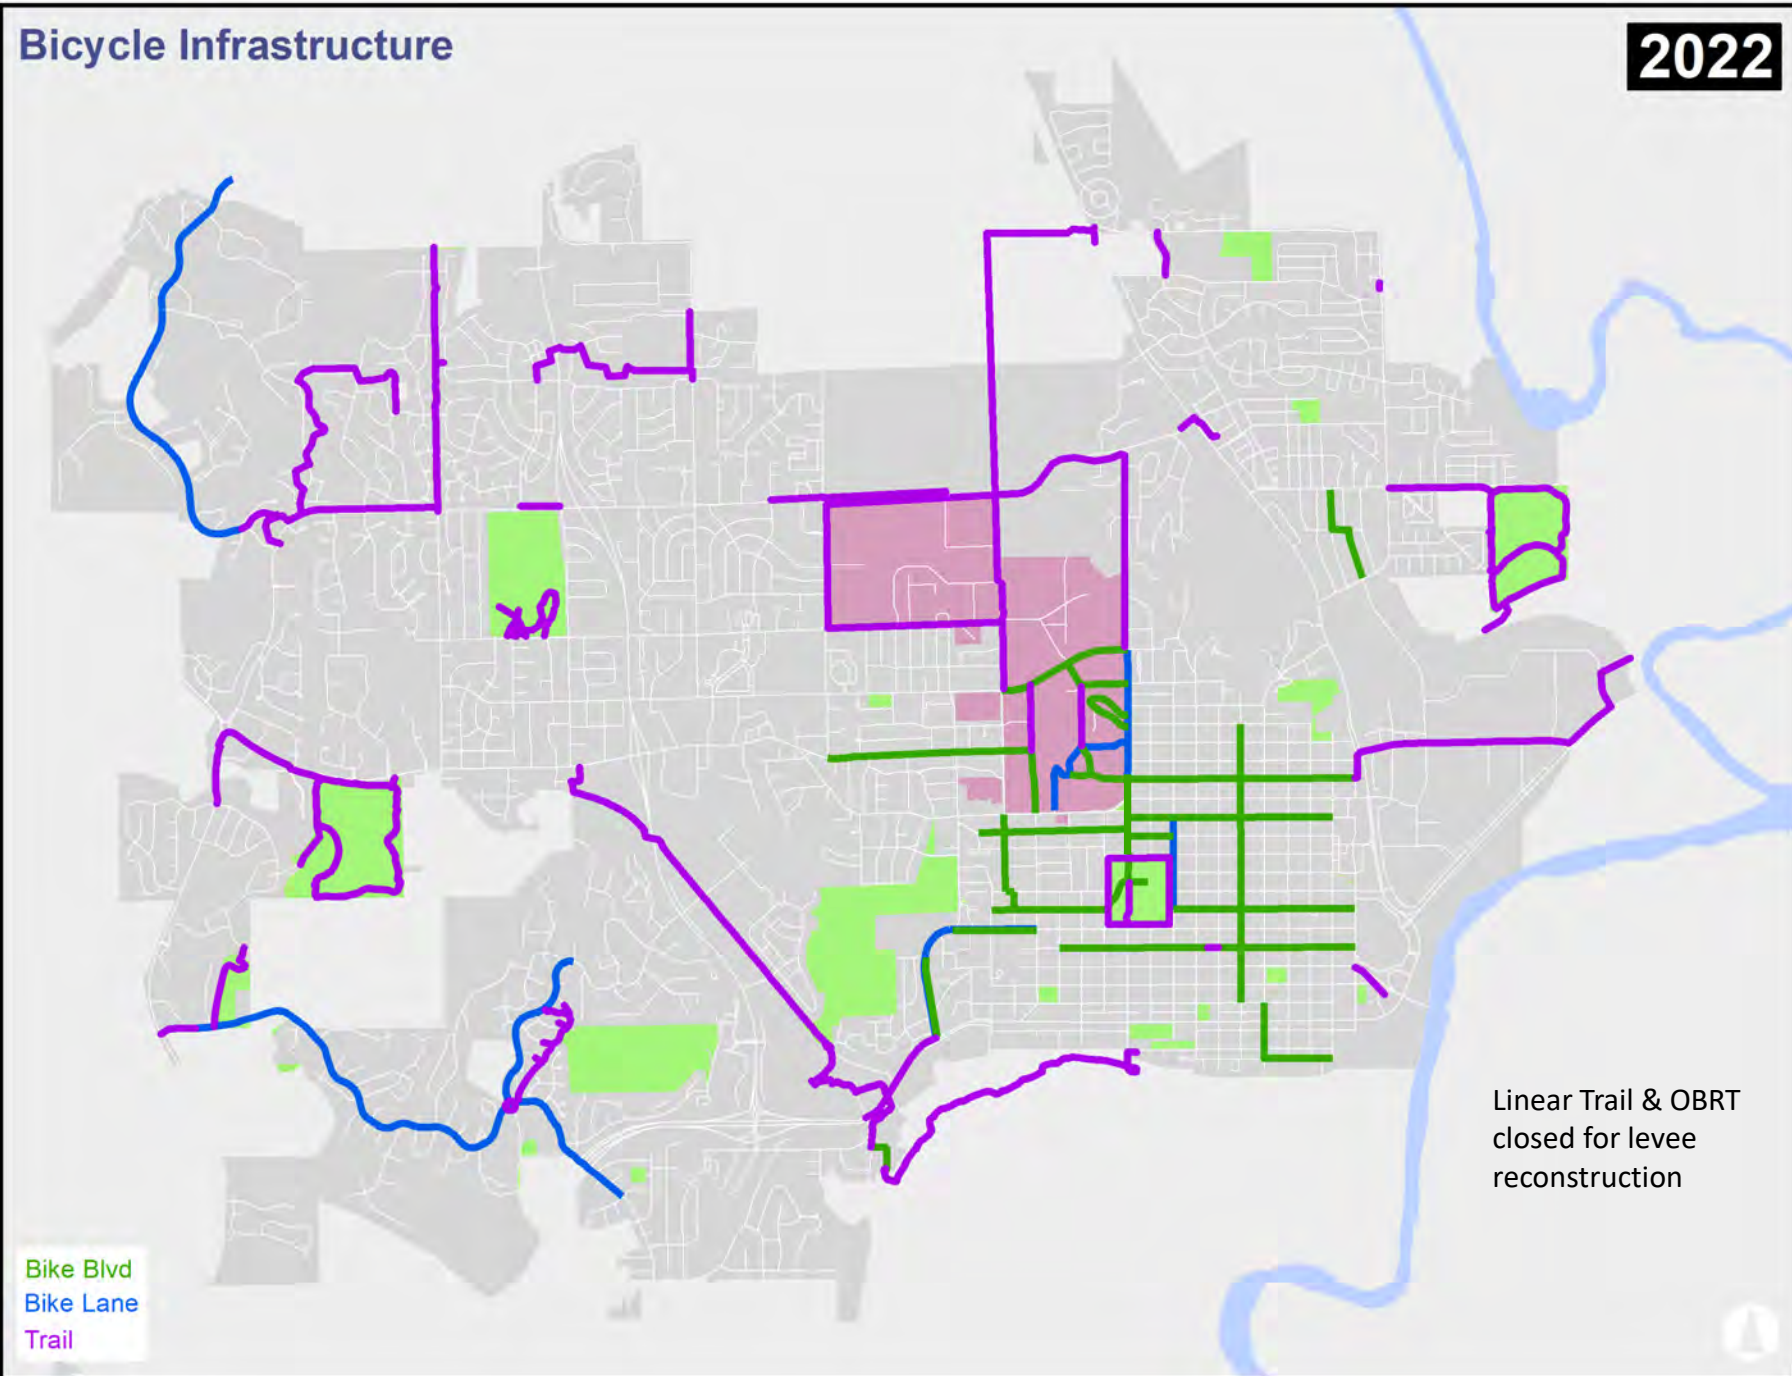 Bicycle Infrastructure
2022
Linear Trail & OBRT
closed for levee
reconstruction
Bike Blvd
Bike Lane
Trail